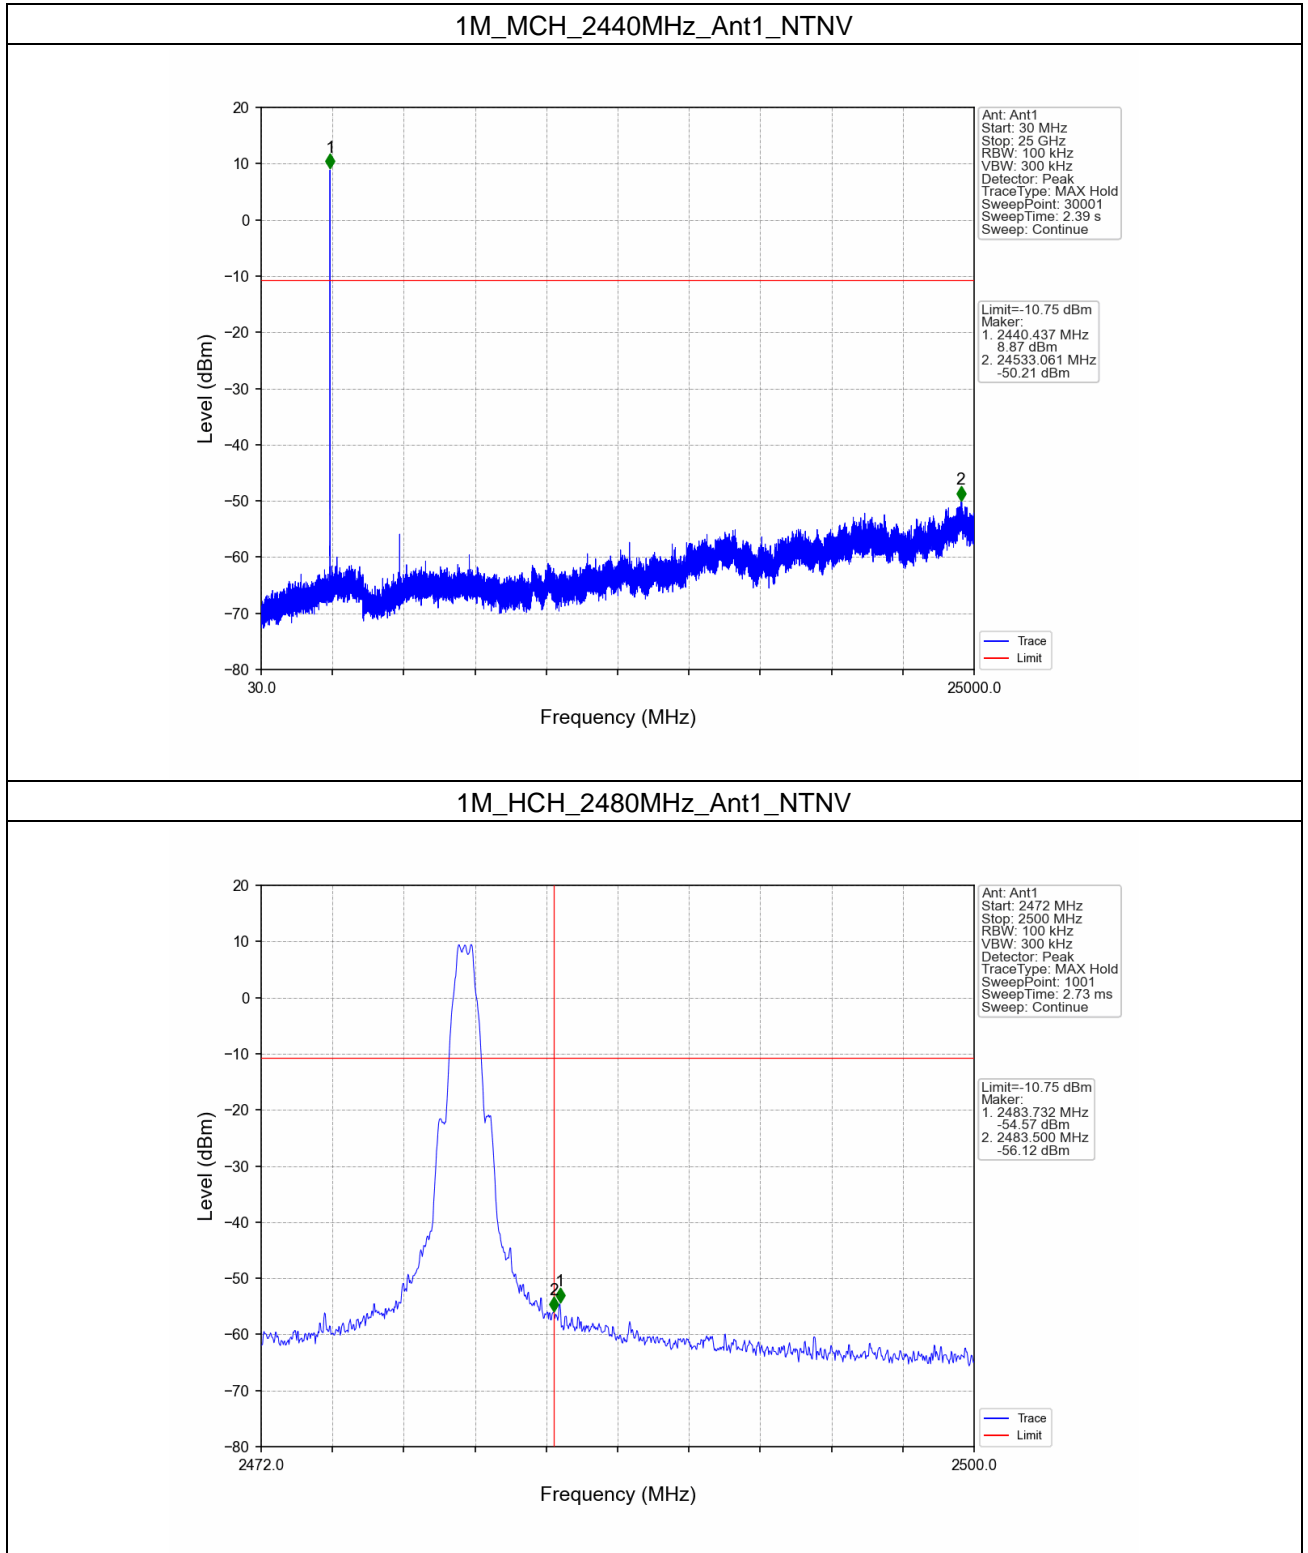 1M_MCH_2440MHz_Ant1_NTNV
20
10
0
−10
−20
−30
−40
−50
−60
−70
−80
Level (dBm)
1
2
30.0
25000.0
Frequency (MHz)
Ant: Ant1
Start: 30 MHz
Stop: 25 GHz
RBW: 100 kHz
VBW: 300 kHz
Detector: Peak
TraceType: MAX Hold
SweepPoint: 30001
SweepTime: 2.39 s
Sweep: Continue
Limit=-10.75 dBm
Maker:
1. 2440.437 MHz
8.87 dBm
2. 24533.061 MHz
-50.21 dBm
Trace
Limit
1M_HCH_2480MHz_Ant1_NTNV
20
10
0
−10
−20
−30
−40
−50
−60
−70
−80
Level (dBm)
1
2
2472.0
2500.0
Frequency (MHz)
Ant: Ant1
Start: 2472 MHz
Stop: 2500 MHz
RBW: 100 kHz
VBW: 300 kHz
Detector: Peak
TraceType: MAX Hold
SweepPoint: 1001
SweepTime: 2.73 ms
Sweep: Continue
Limit=-10.75 dBm
Maker:
1. 2483.732 MHz
-54.57 dBm
2. 2483.500 MHz
-56.12 dBm
Trace
Limit